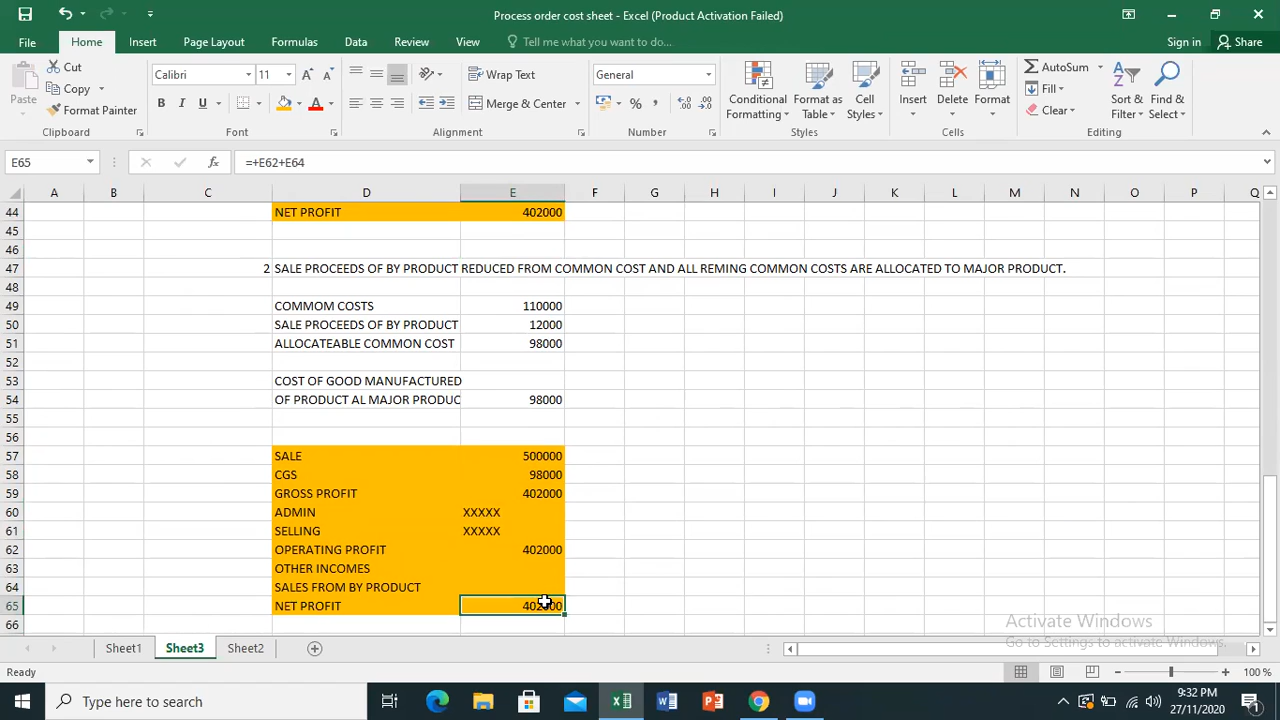 Process order cost sheet - Excel (Product Activation Failed)
File Home Insert Page Layout Formulas Data Review View Tell me what you want to do... Sign in Share
Cut Calibri 11 Wrap Text General AutoSum
Paste Copy Merge & Center Conditional Formatting Format as Table Cell Styles Insert Delete Format Fill Sort & Filter Find & Select
Format Painter Clear
Clipboard Font Alignment Number Styles Cells Editing
E65 fx =+E62+E64
A B C D E F G H I J K L M N O P Q
44 NET PROFIT 402000
45
46
47 2 SALE PROCEEDS OF BY PRODUCT REDUCED FROM COMMON COST AND ALL REMING COMMON COSTS ARE ALLOCATED TO MAJOR PRODUCT.
48
49 COMMOM COSTS 110000
50 SALE PROCEEDS OF BY PRODUCT 12000
51 ALLOCATEABLE COMMON COST 98000
52
53 COST OF GOOD MANUFACTURED
54 OF PRODUCT AL MAJOR PRODUC 98000
55
56
57 SALE 500000
58 CGS 98000
59 GROSS PROFIT 402000
60 ADMIN XXXXX
61 SELLING XXXXX
62 OPERATING PROFIT 402000
63 OTHER INCOMES
64 SALES FROM BY PRODUCT
65 NET PROFIT 402000
66
Activate Windows
Go to Settings to activate Windows.
Sheet1 Sheet3 Sheet2
Ready 100 %
Type here to search 9:32 PM
27/11/2020